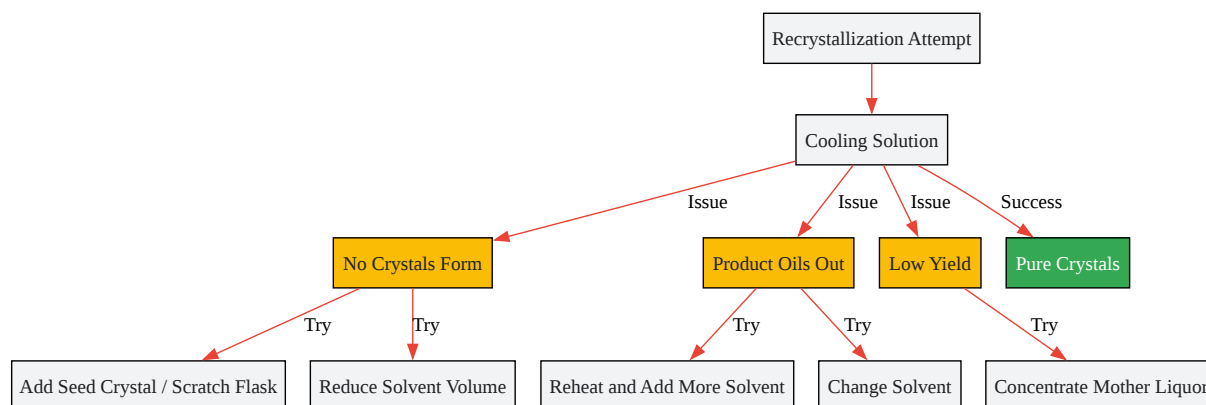 Recrystallization Attempt
Cooling Solution
Issue
Issue
Issue
Success
No Crystals Form
Product Oils Out
Low Yield
Pure Crystals
Try
Try
Try
Try
Try
Add Seed Crystal / Scratch Flask
Reduce Solvent Volume
Reheat and Add More Solvent
Change Solvent
Concentrate Mother Liquor